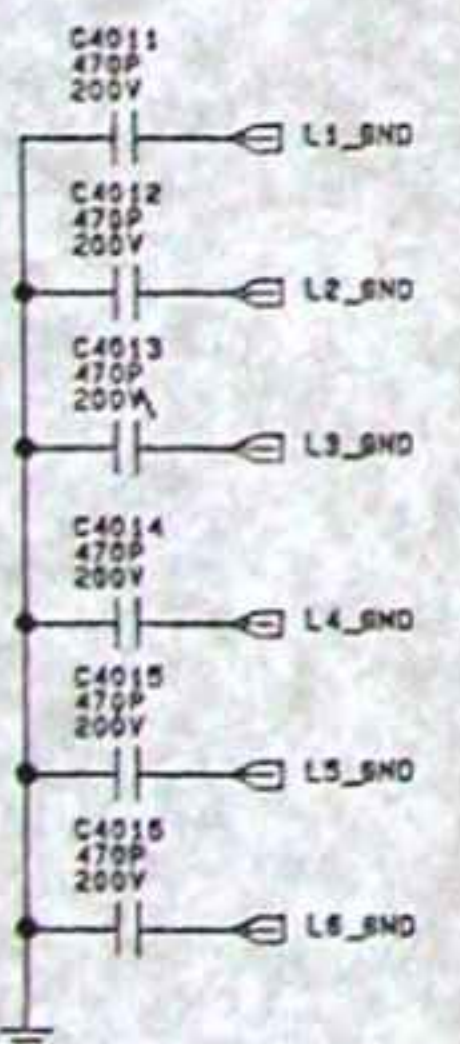 C4011
470P
200V
L1_GND
C4012
470P
200V
L2_GND
C4013
470P
200V
L3_GND
C4014
470P
200V
L4_GND
C4015
470P
200V
L5_GND
C4016
470P
200V
L6_GND